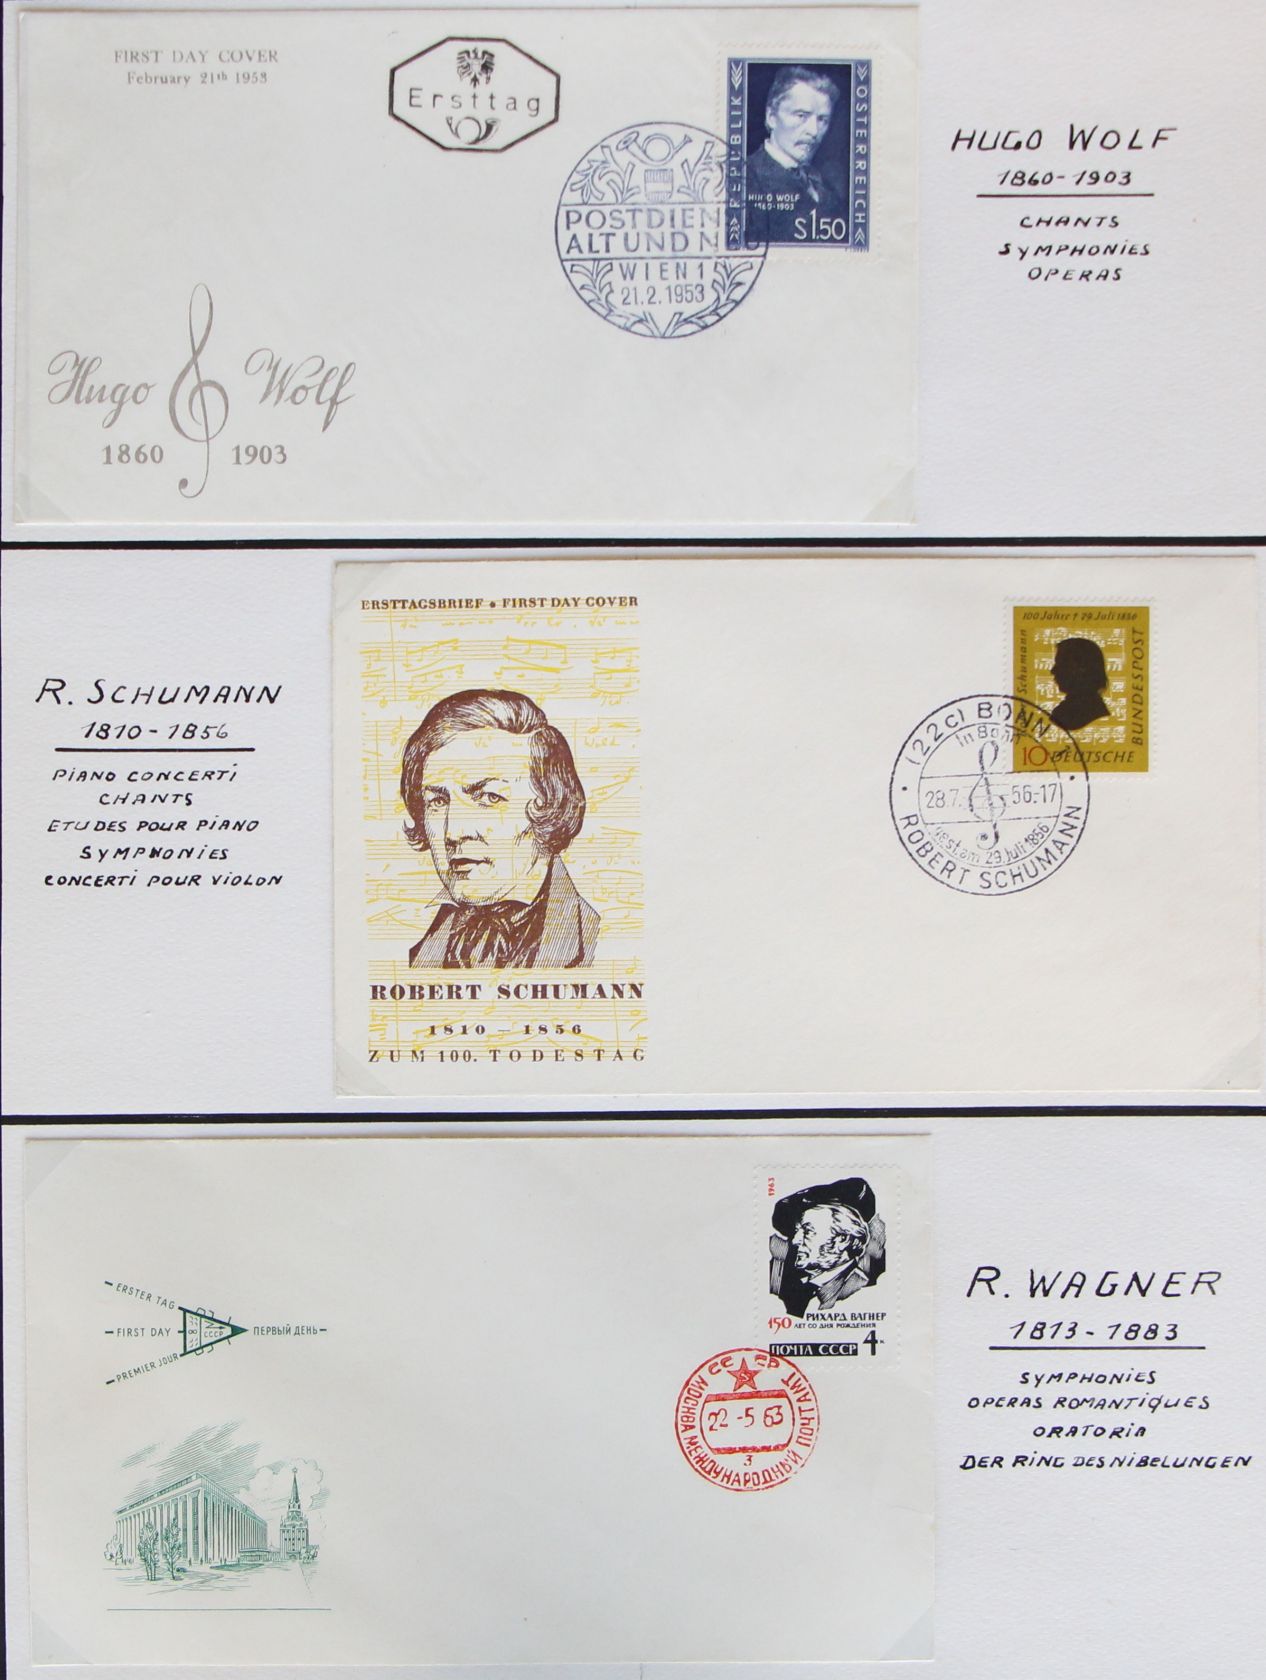 FIRST DAY COVER
February 21th 1953
Ersttag
POSTDIEN
ALT UND N
WIEN 1
21.2.1953
REPUBLIK
ÖSTERREICH
HUGO WOLF
1860-1903
S1.50
Hugo Wolf
1860 1903
HUGO WOLF
1860-1903
CHANTS
SYMPHONIES
OPERAS
R. SCHUMANN
1810-1856
PIANO CONCERTI
CHANTS
ETUDES POUR PIANO
SYMPHONIES
CONCERTI POUR VIOLON
ERSTTAGSBRIEF • FIRST DAY COVER
ROBERT SCHUMANN
1810 – 1856
ZUM 100. TODESTAG
100 Jahre † 29 Juli 1856
Schumann
BUNDESPOST
10 DEUTSCHE
(22c) BONN
in Bonn
28.7. 56.-17
gest. am 29. Juli 1856
ROBERT SCHUMANN
ERSTER TAG
FIRST DAY
PREMIER JOUR
СССР
ПЕРВЫЙ ДЕНЬ
1963
РИХАРД ВАГНЕР
150 ЛЕТ СО ДНЯ РОЖДЕНИЯ
ПОЧТА СССР 4 К.
СССР
МОСКВА МЕЖДУНАРОДНЫЙ ПОЧТАМТ
22 -5 63
3
R. WAGNER
1813-1883
SYMPHONIES
OPERAS ROMANTIQUES
ORATORIA
DER RING DES NIBELUNGEN